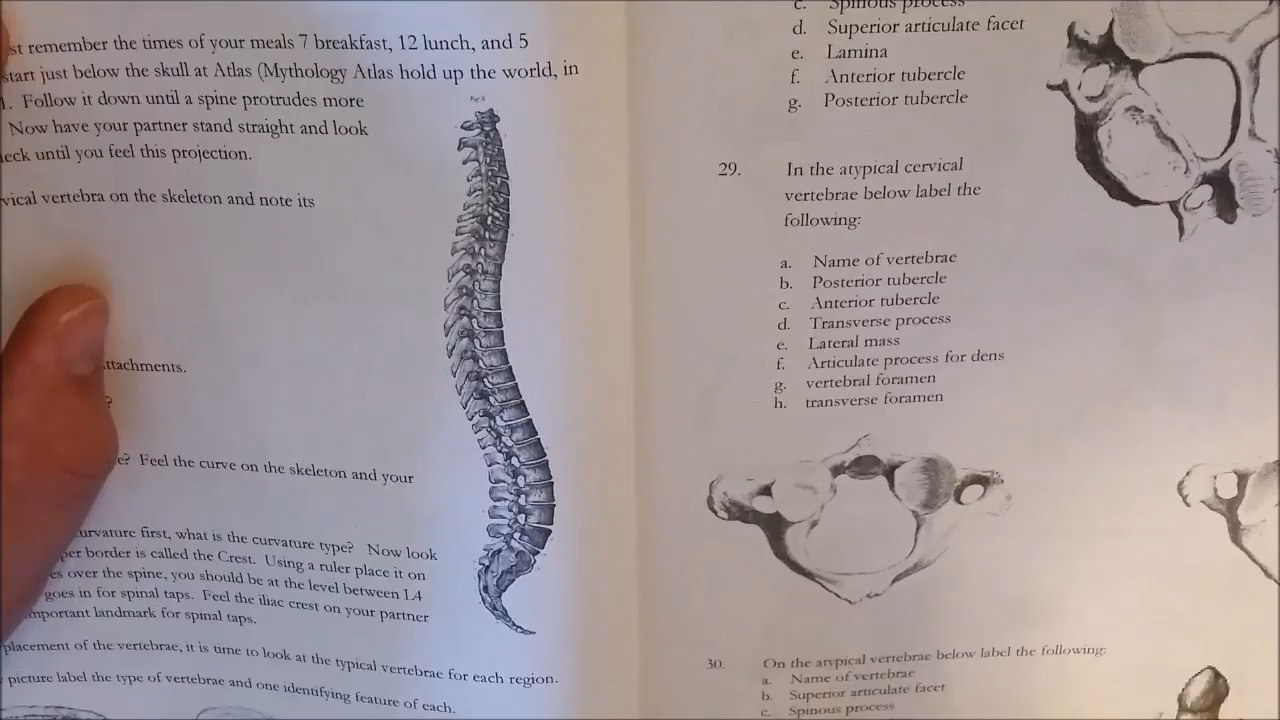 st remember the times of your meals 7 breakfast, 12 lunch, and 5
start just below the skull at Atlas (Mythology Atlas hold up the world, in
1. Follow it down until a spine protrudes more
Now have your partner stand straight and look
neck until you feel this projection.
vical vertebra on the skeleton and note its
ttachments.
?
e? Feel the curve on the skeleton and your
urvature first, what is the curvature type? Now look
per border is called the Crest. Using a ruler place it on
es over the spine, you should be at the level between L4
goes in for spinal taps. Feel the iliac crest on your partner
mportant landmark for spinal taps.
placement of the vertebrae, it is time to look at the typical vertebrae for each region.
picture label the type of vertebrae and one identifying feature of each.
c. Spinous process
d. Superior articulate facet
e. Lamina
f. Anterior tubercle
g. Posterior tubercle
29. In the atypical cervical
vertebrae below label the
following:
a. Name of vertebrae
b. Posterior tubercle
c. Anterior tubercle
d. Transverse process
e. Lateral mass
f. Articulate process for dens
g. vertebral foramen
h. transverse foramen
30. On the atypical vertebrae below label the following:
a. Name of vertebrae
b. Superior articulate facet
c. Spinous process